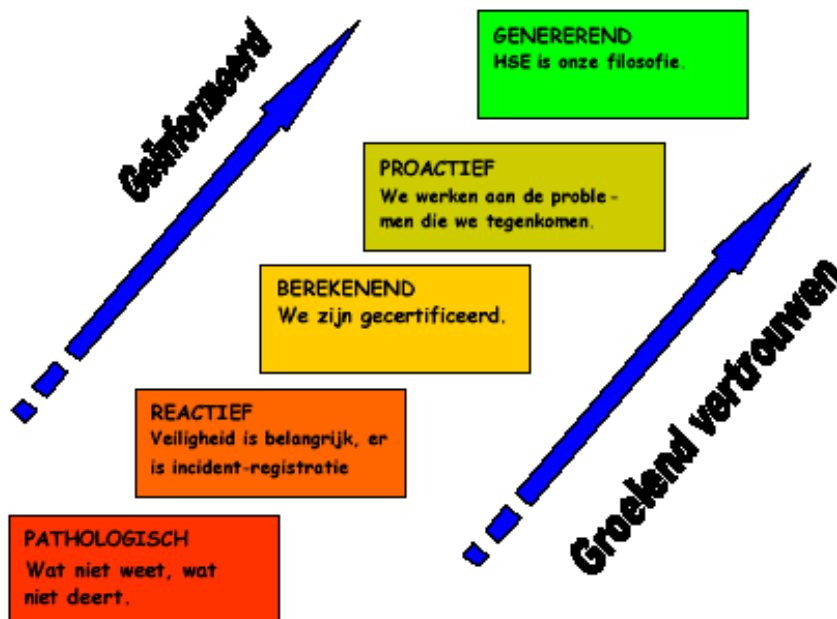 GENEREREND
HSE is onze filosofie.
Geïnformeerd
PROACTIEF
We werken aan de proble-
men die we tegenkomen.
BEREKENEND
We zijn gecertificeerd.
Groeiend vertrouwen
REACTIEF
Veiligheid is belangrijk, er
is incident-registratie
PATHOLOGISCH
Wat niet weet, wat
niet deert.